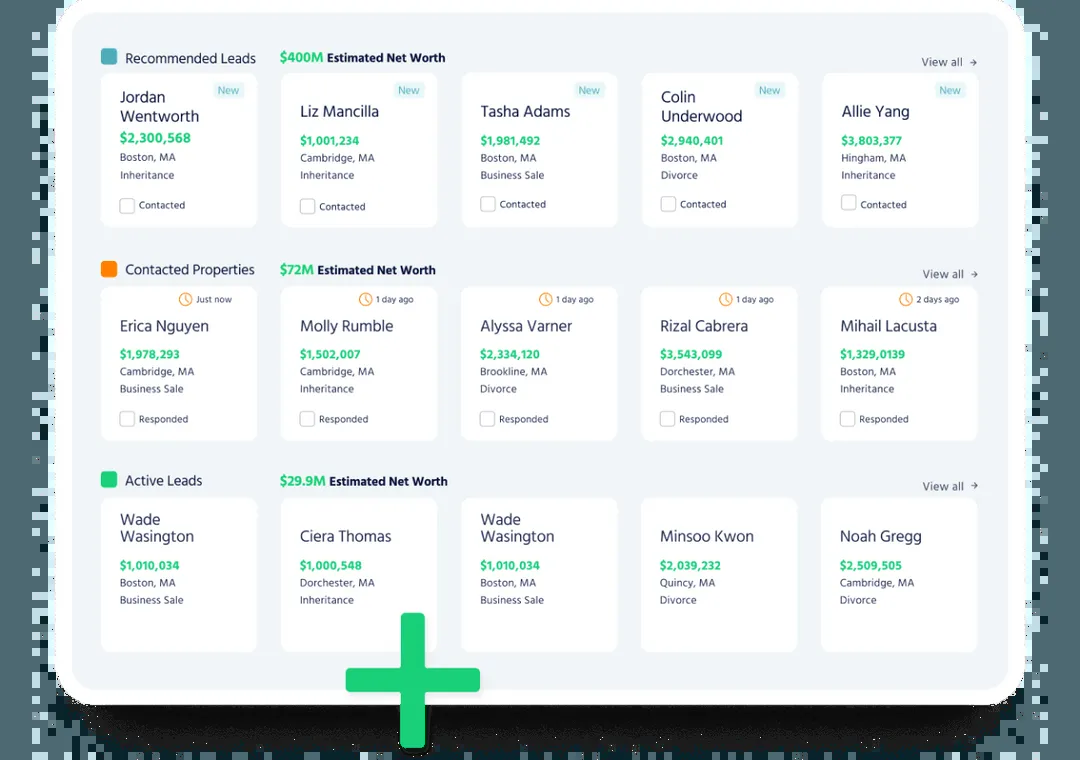 Recommended Leads
$400M Estimated Net Worth
View all →
New
Jordan
Wentworth
$2,300,568
Boston, MA
Inheritance
Contacted
New
Liz Mancilla
$1,001,234
Cambridge, MA
Inheritance
Contacted
New
Tasha Adams
$1,981,492
Boston, MA
Business Sale
Contacted
New
Colin
Underwood
$2,940,401
Boston, MA
Divorce
Contacted
New
Allie Yang
$3,803,377
Hingham, MA
Inheritance
Contacted
Contacted Properties
$72M Estimated Net Worth
View all →
Just now
Erica Nguyen
$1,978,293
Cambridge, MA
Business Sale
Responded
1 day ago
Molly Rumble
$1,502,007
Cambridge, MA
Inheritance
Responded
1 day ago
Alyssa Varner
$2,334,120
Brookline, MA
Divorce
Responded
1 day ago
Rizal Cabrera
$3,543,099
Dorchester, MA
Business Sale
Responded
2 days ago
Mihail Lacusta
$1,329,0139
Boston, MA
Inheritance
Responded
Active Leads
$29.9M Estimated Net Worth
View all →
Wade
Wasington
$1,010,034
Boston, MA
Business Sale
Ciera Thomas
$1,000,548
Dorchester, MA
Inheritance
Wade
Wasington
$1,010,034
Boston, MA
Business Sale
Minsoo Kwon
$2,039,232
Quincy, MA
Divorce
Noah Gregg
$2,509,505
Cambridge, MA
Divorce